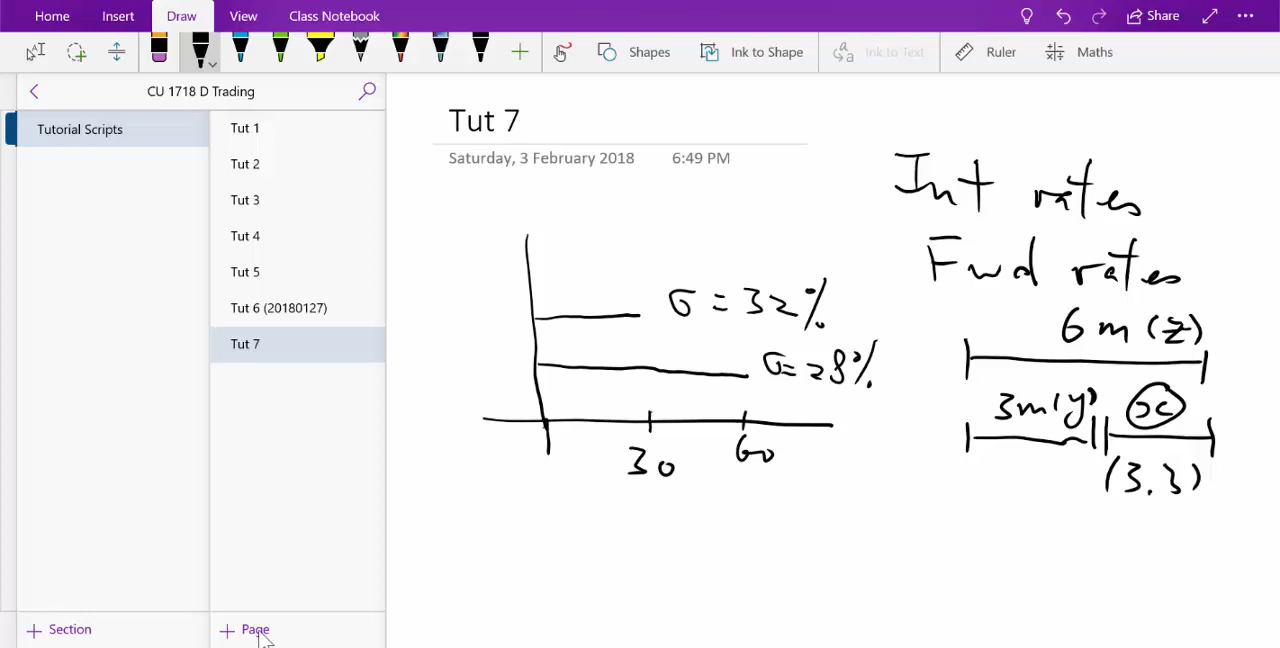 Home Insert Draw View Class Notebook Share
Shapes Ink to Shape Ink to Text Ruler Maths
CU 1718 D Trading
Tutorial Scripts
Tut 1
Tut 2
Tut 3
Tut 4
Tut 5
Tut 6 (20180127)
Tut 7
Section
Page
Tut 7
Saturday, 3 February 2018 6:49 PM
σ = 32%
σ = 28%
30 60
Int rates
Fwd rates
6m (z)
3m (y) x
(3.3)